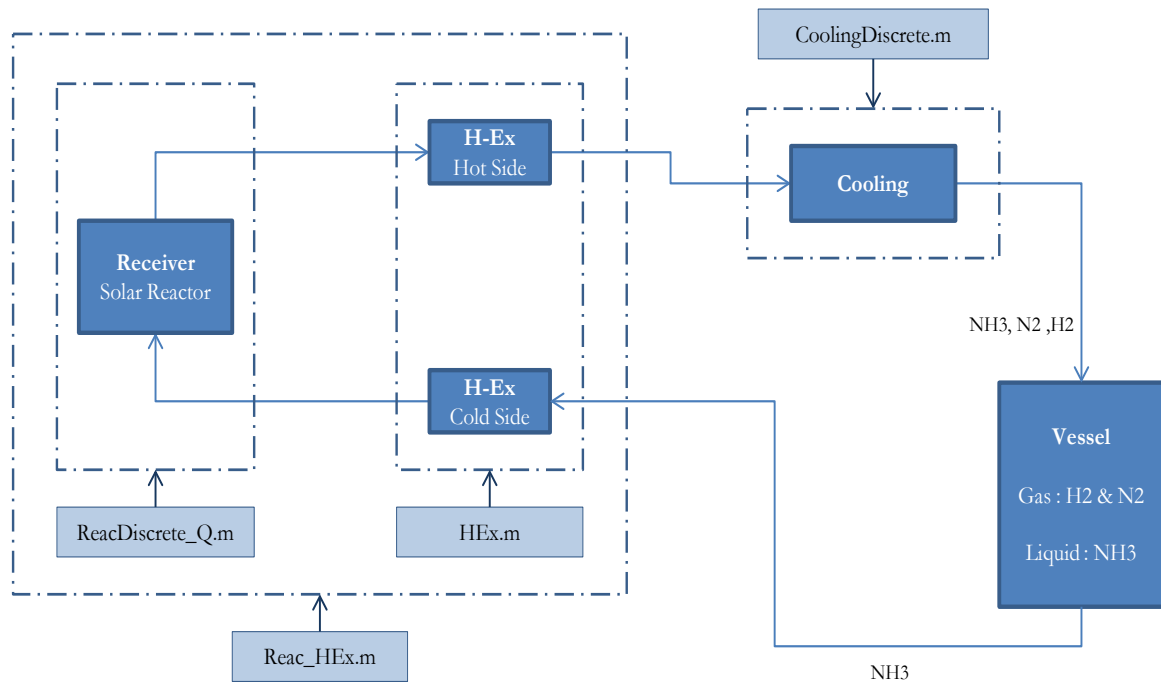 CoolingDiscrete.m
H-Ex
Hot Side
Cooling
Receiver
Solar Reactor
NH3, N2 ,H2
H-Ex
Cold Side
Vessel
Gas : H2 & N2
Liquid : NH3
ReacDiscrete_Q.m
HEx.m
Reac_HEx.m
NH3